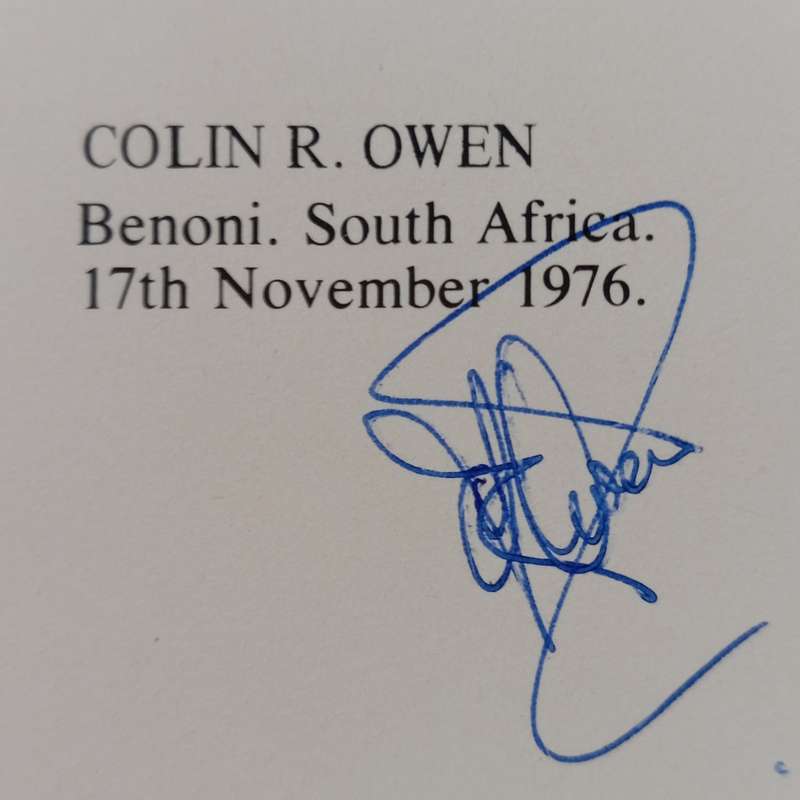 COLIN R. OWEN
Benoni. South Africa.
17th November 1976.